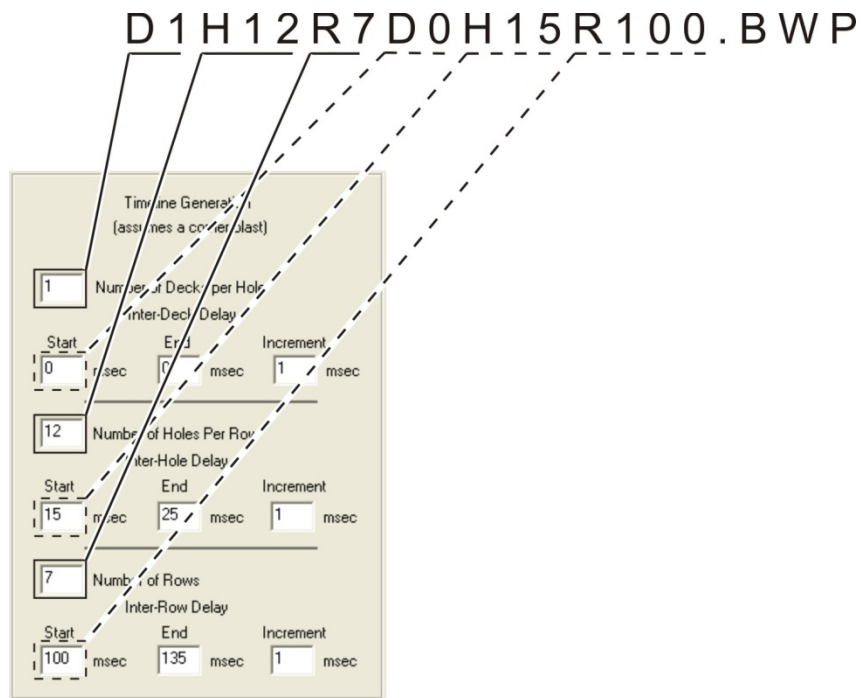 D1H12R7D0H15R100.BWP
Timeline Generation
(assumes a corner blast)
1 Number of Decks per Hole
Inter-Deck Delay
Start End Increment
0 msec 0 msec 1 msec
12 Number of Holes Per Row
Inter-Hole Delay
Start End Increment
15 msec 25 msec 1 msec
7 Number of Rows
Inter-Row Delay
Start End Increment
100 msec 135 msec 1 msec